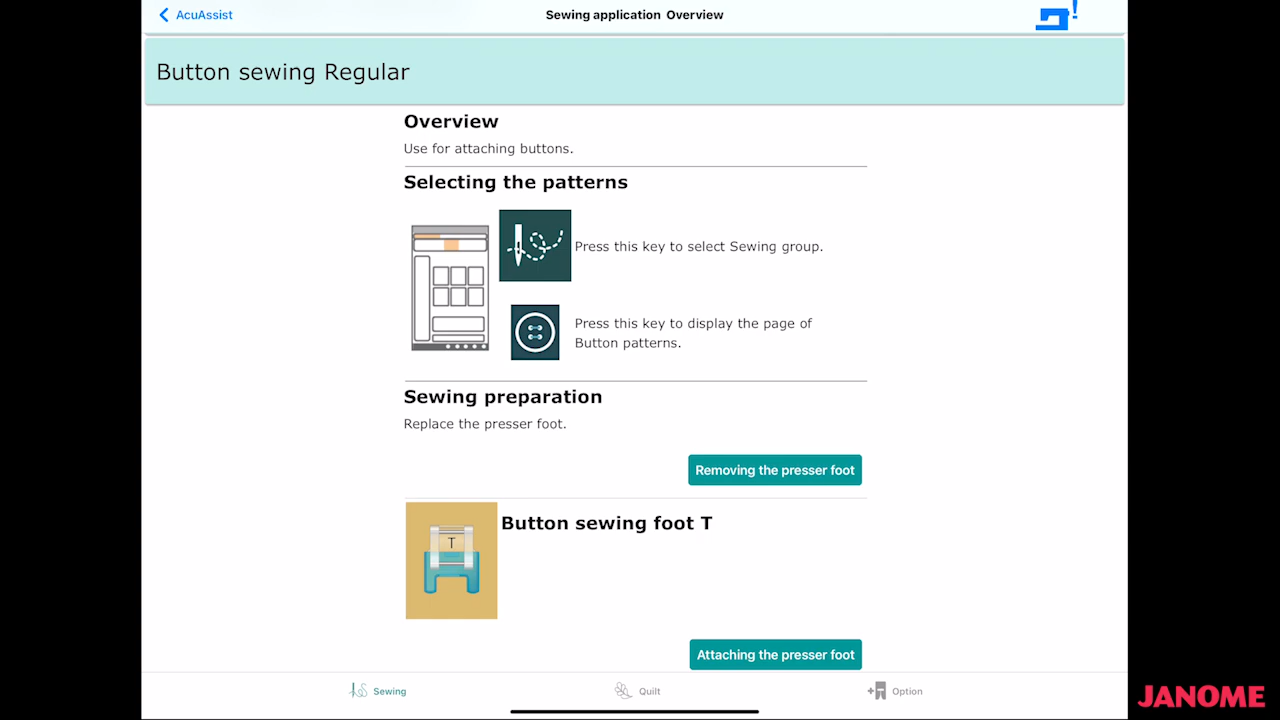 AcuAssist
Sewing application Overview
Button sewing Regular
Overview
Use for attaching buttons.
Selecting the patterns
Press this key to select Sewing group.
Press this key to display the page of
Button patterns.
Sewing preparation
Replace the presser foot.
Removing the presser foot
T
Button sewing foot T
Attaching the presser foot
Sewing
Quilt
Option
JANOME